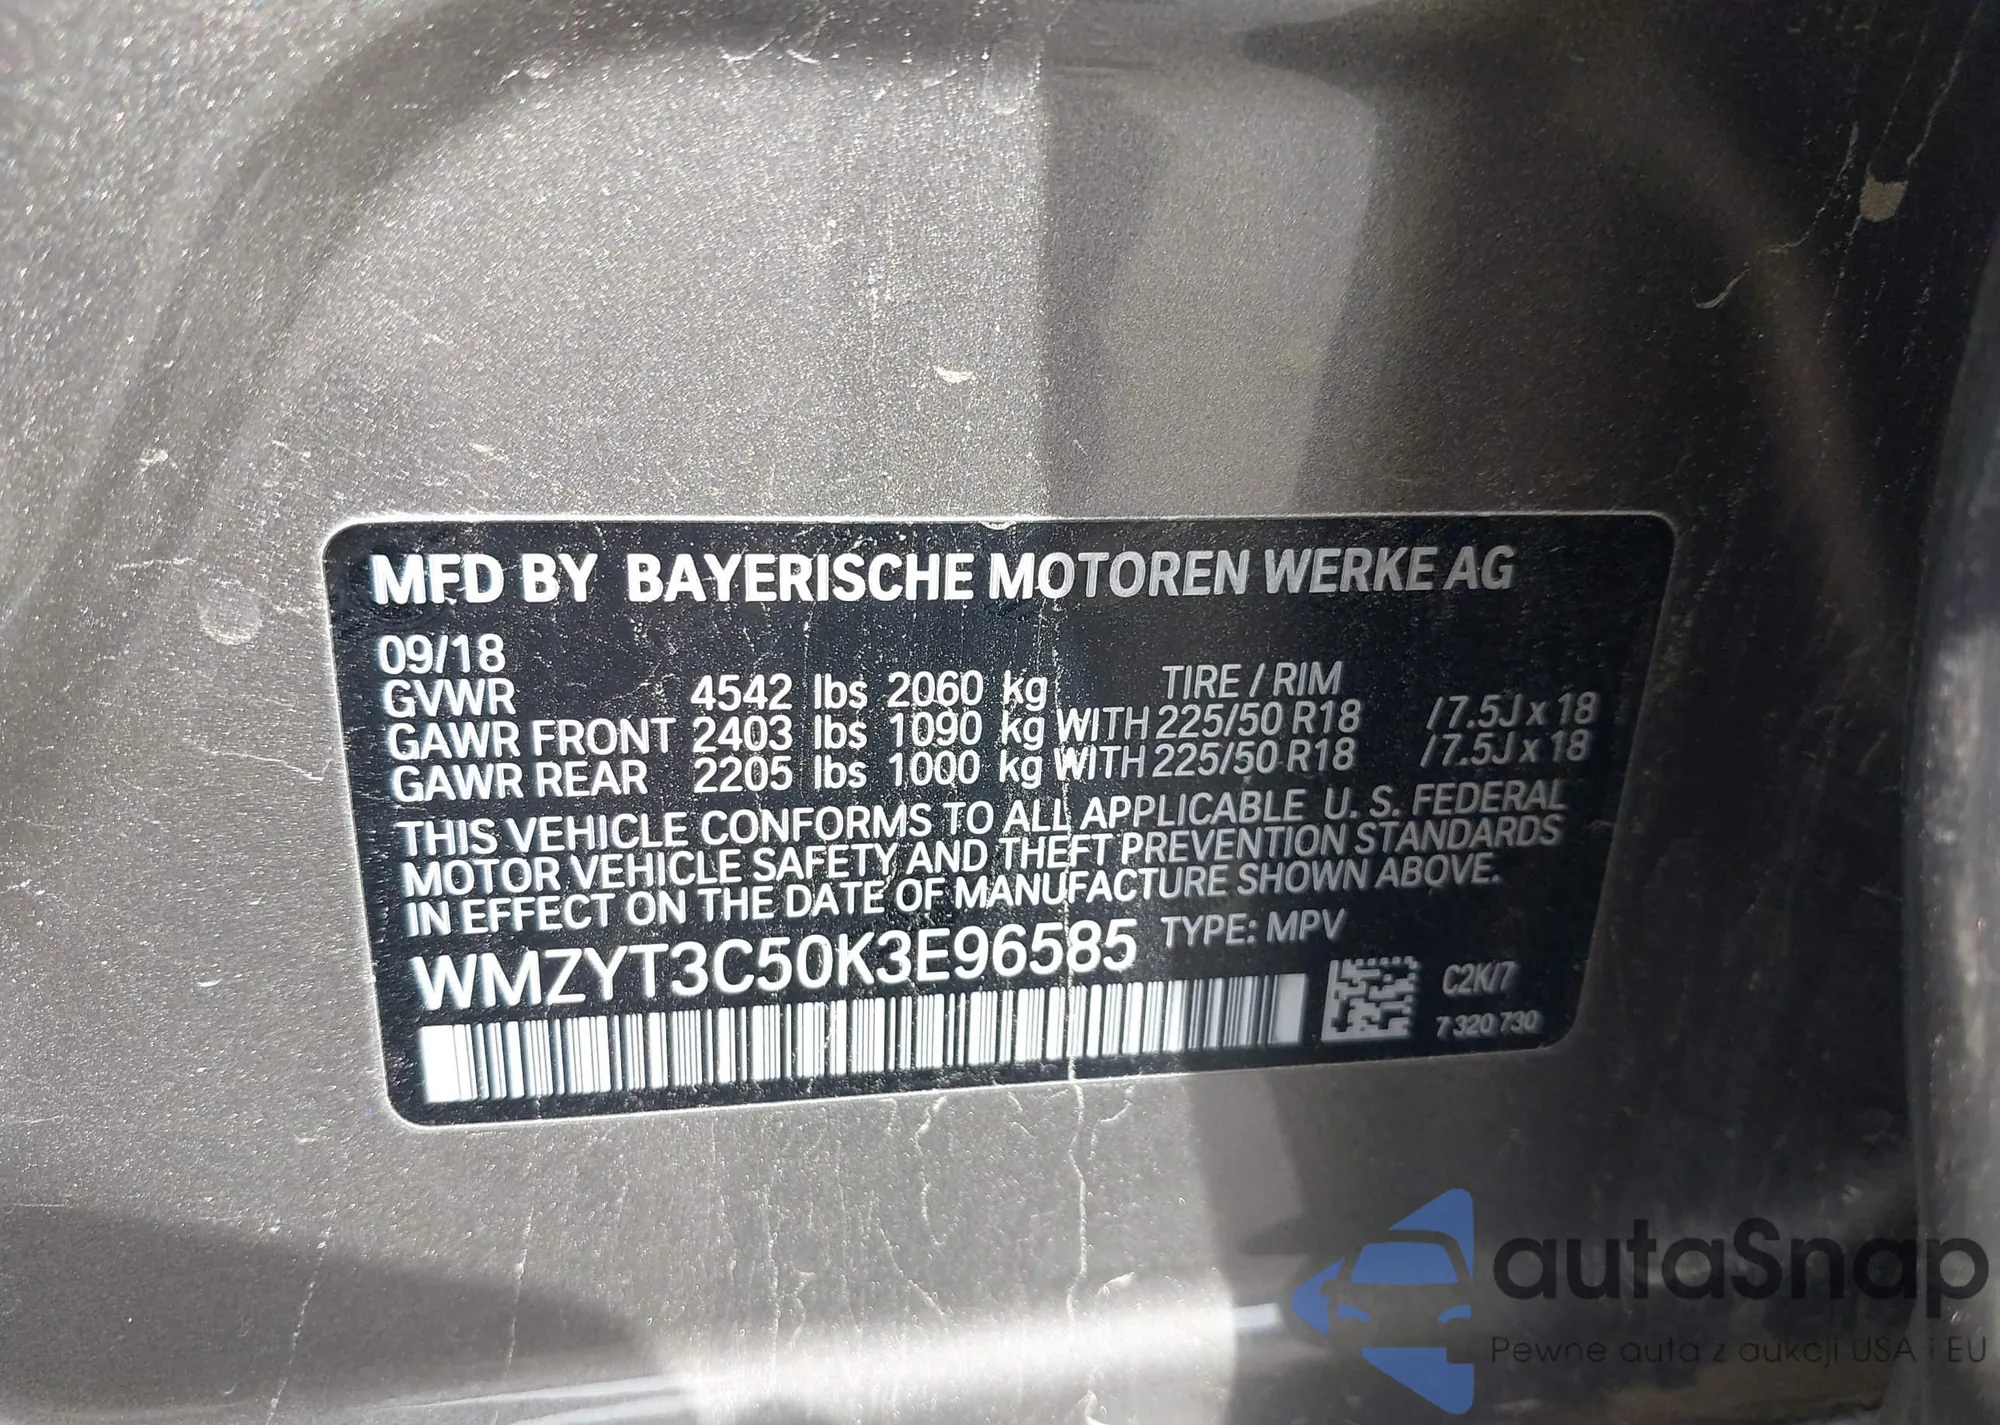 MFD BY BAYERISCHE MOTOREN WERKE AG
09/18
GVWR 4542 lbs 2060 kg TIRE / RIM
GAWR FRONT 2403 lbs 1090 kg WITH 225/50 R18 /7.5J x 18
GAWR REAR 2205 lbs 1000 kg WITH 225/50 R18 /7.5J x 18
THIS VEHICLE CONFORMS TO ALL APPLICABLE U. S. FEDERAL
MOTOR VEHICLE SAFETY AND THEFT PREVENTION STANDARDS
IN EFFECT ON THE DATE OF MANUFACTURE SHOWN ABOVE.
WMZYT3C50K3E96585 TYPE: MPV
C2K/7
7 320 730
autaSnap
Pewne auta z aukcji USA i EU